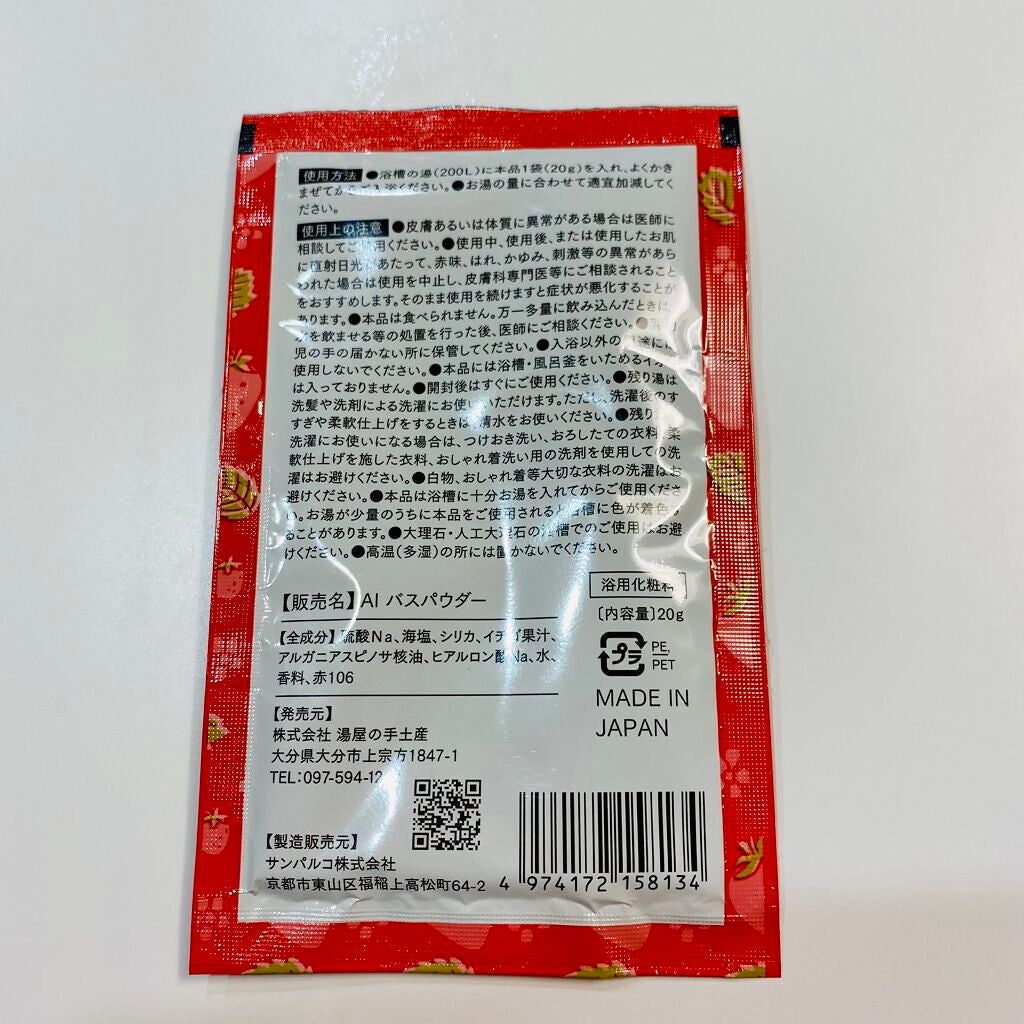 使用方法 ●浴槽の湯(200L)に本品1袋(20g)を入れ、よくかき
まぜてからご入浴ください。●お湯の量に合わせて適宜加減してく
ださい。
使用上の注意 ●皮膚あるいは体質に異常がある場合は医師に
相談してご使用ください。●使用中、使用後、または使用したお肌
に直射日光があたって、赤味、はれ、かゆみ、刺激等の異常があら
われた場合は使用を中止し、皮膚科専門医等にご相談されること
をおすすめします。そのまま使用を続けますと症状が悪化することが
あります。●本品は食べられません。万一多量に飲み込んだときは、
水を飲ませる等の処置を行った後、医師にご相談ください。●
児の手の届かない所に保管してください。●入浴以外の用途には
使用しないでください。●本品には浴槽・風呂釜をいためるイオウ
は入っておりません。●開封後はすぐにご使用ください。●残り湯は
洗髪や洗剤による洗濯にお使いいただけます。ただし、洗濯後のす
すぎや柔軟仕上げをするときは、清水をお使いください。●残り
洗濯にお使いになる場合は、つけおき洗い、おろしたての衣料、柔
軟仕上げを施した衣料、おしゃれ着洗い用の洗剤を使用しての洗
濯はお避けください。●白物、おしゃれ着等大切な衣料の洗濯はお
避けください。●本品は浴槽に十分お湯を入れてからご使用くださ
い。お湯が少量のうちに本品をご使用されると浴槽に色が着色す
ることがあります。●大理石・人工大理石の浴槽でのご使用はお避
けください。●高温(多湿)の所には置かないでください。
【販売名】AI バスパウダー
浴用化粧料
〔内容量〕20g
【全成分】硫酸Na、海塩、シリカ、イチゴ果汁、
アルガニアスピノサ核油、ヒアルロン酸Na、水、
香料、赤106
プラ
PE,
PET
MADE IN
JAPAN
【発売元】
株式会社 湯屋の手土産
大分県大分市上宗方1847-1
TEL:097-594-12
【製造販売元】
サンパルコ株式会社
京都市東山区福稲上高松町64-2
4 974172 158134